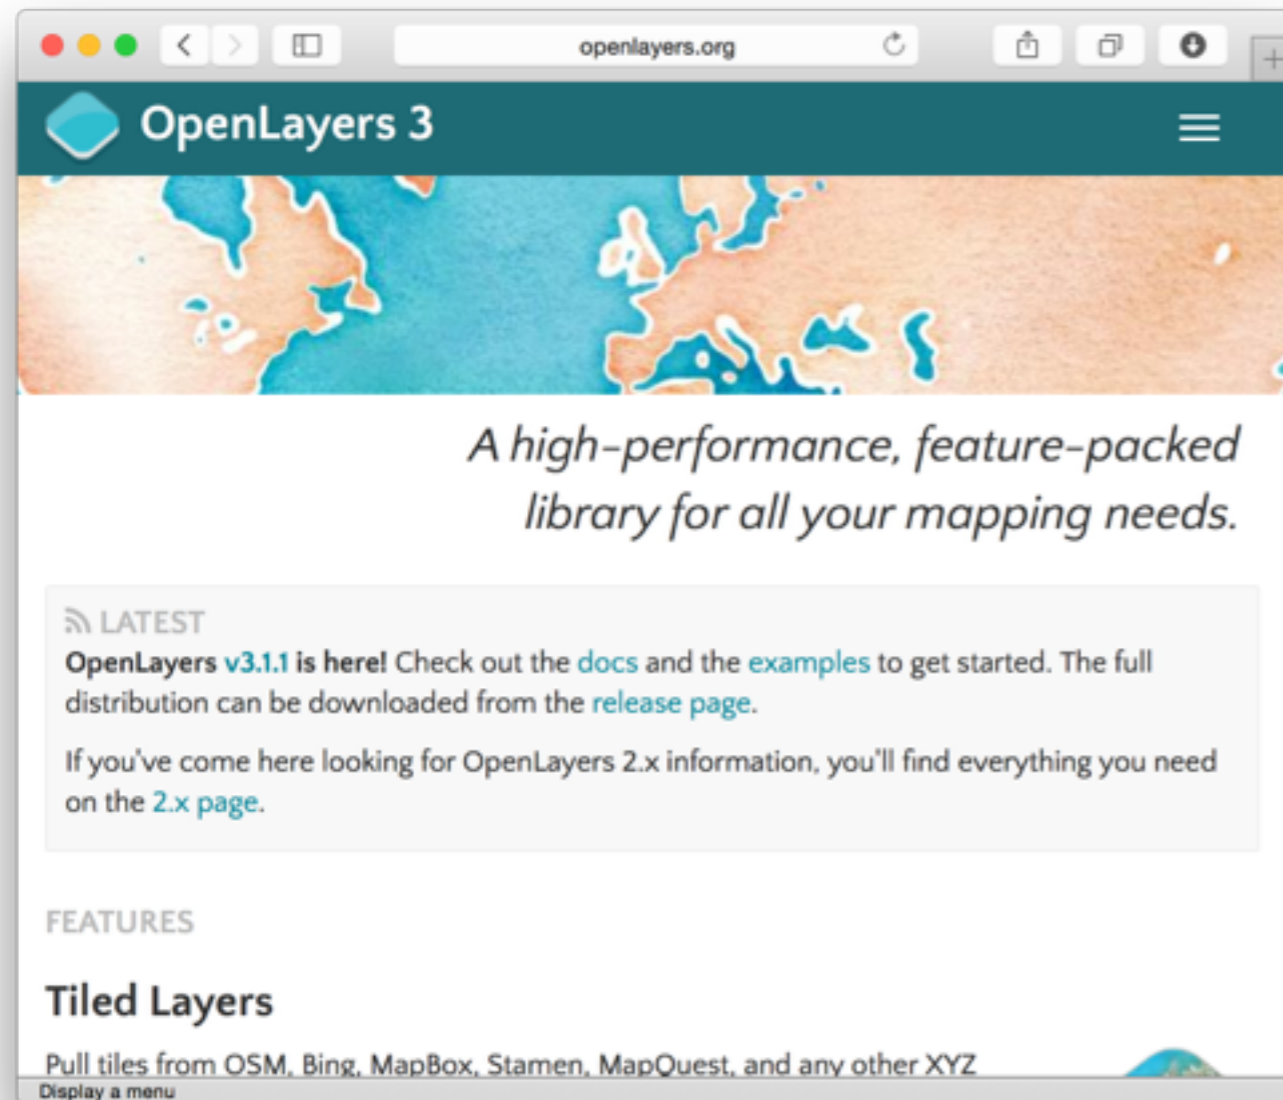 openlayers.org
OpenLayers 3
A high-performance, feature-packed
library for all your mapping needs.
LATEST
OpenLayers v3.1.1 is here! Check out the docs and the examples to get started. The full
distribution can be downloaded from the release page.
If you've come here looking for OpenLayers 2.x information, you'll find everything you need
on the 2.x page.
FEATURES
Tiled Layers
Pull tiles from OSM, Bing, MapBox, Stamen, MapQuest, and any other XYZ
Display a menu